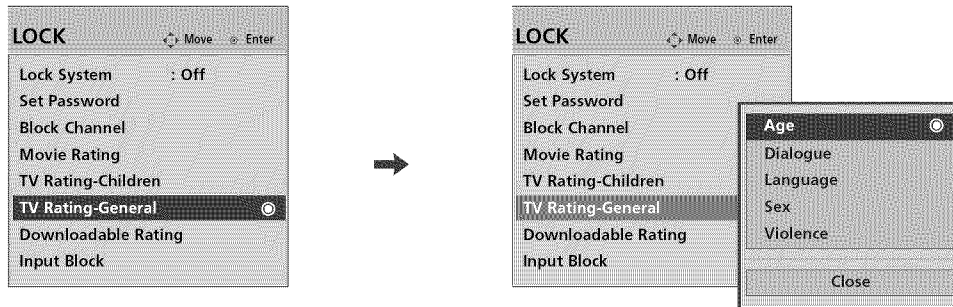 LOCK Move Enter
Lock System : Off
Set Password
Block Channel
Movie Rating
TV Rating-Children
TV Rating-General
Downloadable Rating
Input Block
LOCK Move Enter
Lock System : Off
Set Password
Block Channel
Movie Rating
TV Rating-Children
TV Rating-General
Downloadable Rating
Input Block
Age
Dialogue
Language
Sex
Violence
Close